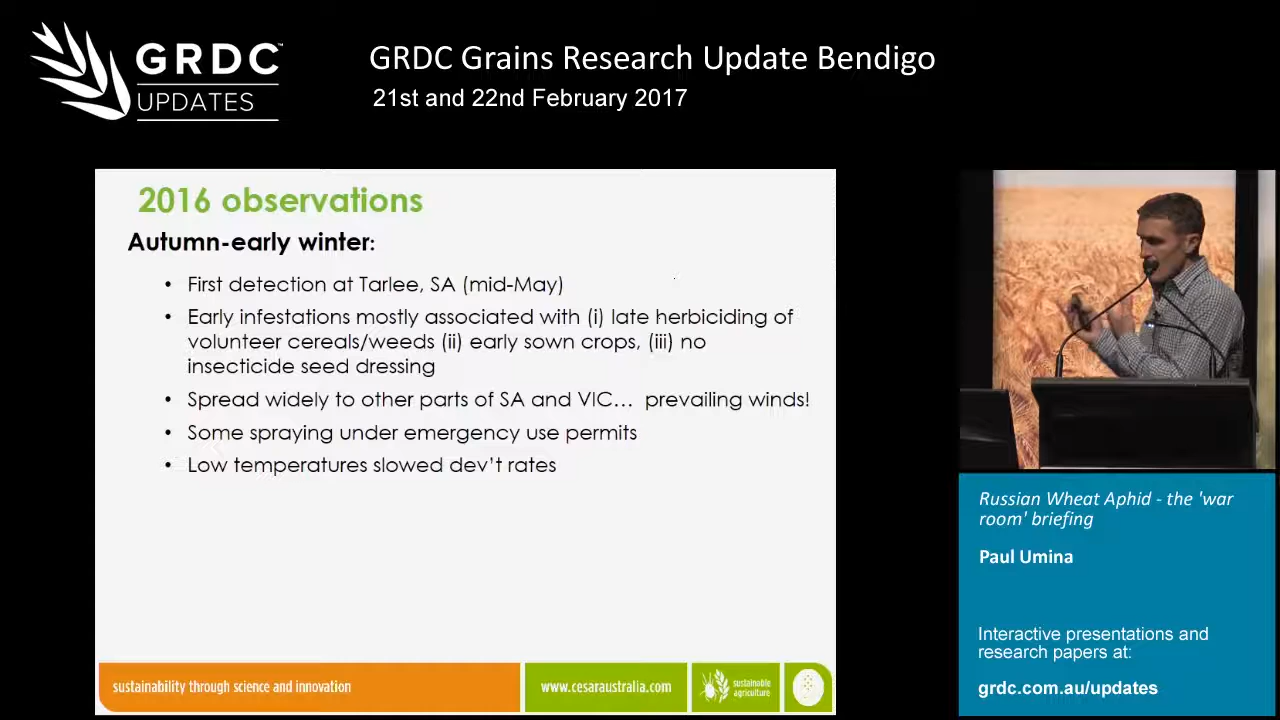 GRDC™
UPDATES
GRDC Grains Research Update Bendigo
21st and 22nd February 2017
2016 observations
Autumn-early winter:
• First detection at Tarlee, SA (mid-May)
• Early infestations mostly associated with (i) late herbiciding of
volunteer cereals/weeds (ii) early sown crops, (iii) no
insecticide seed dressing
• Spread widely to other parts of SA and VIC… prevailing winds!
• Some spraying under emergency use permits
• Low temperatures slowed dev't rates
sustainability through science and innovation
www.cesaraustralia.com
sustainable
agriculture
Russian Wheat Aphid - the 'war
room' briefing
Paul Umina
Interactive presentations and
research papers at:
grdc.com.au/updates